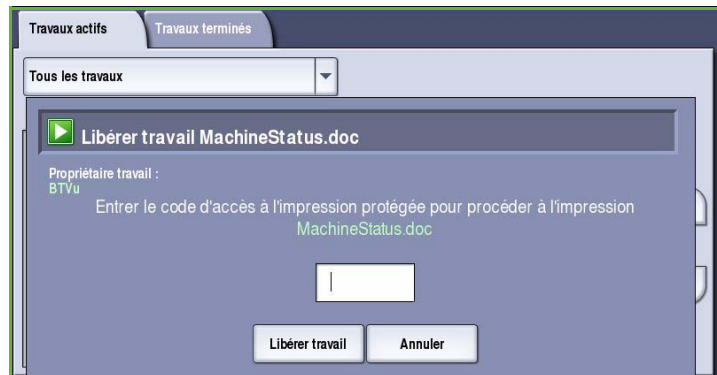 Travaux actifs
Travaux terminés
Tous les travaux
Libérer travail MachineStatus.doc
Propriétaire travail :
BTVu
Entrer le code d'accès à l'impression protégée pour procéder à l'impression
MachineStatus.doc
Libérer travail
Annuler